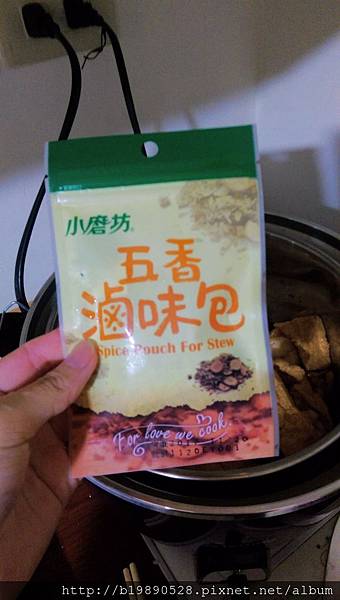 小磨坊
五香
滷味包
Spice Pouch For Stew
For love we cook.
http://b19890528.pixnet.net/album